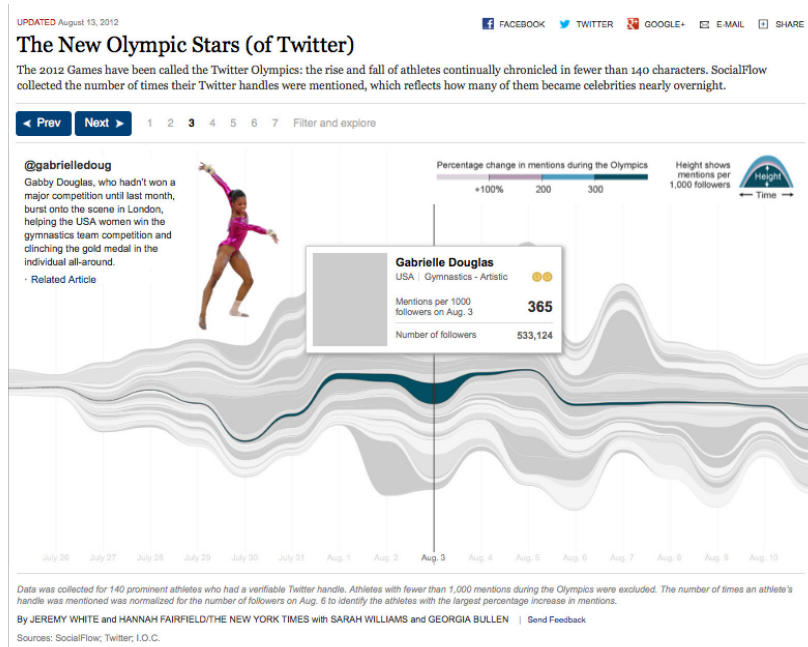 UPDATED August 13, 2012
FACEBOOK TWITTER GOOGLE+ E-MAIL SHARE
The New Olympic Stars (of Twitter)
The 2012 Games have been called the Twitter Olympics: the rise and fall of athletes continually chronicled in fewer than 140 characters. SocialFlow
collected the number of times their Twitter handles were mentioned, which reflects how many of them became celebrities nearly overnight.
◄ Prev Next ► 1 2 3 4 5 6 7 Filter and explore
@gabrielledoug
Gabby Douglas, who hadn't won a
major competition until last month,
burst onto the scene in London,
helping the USA women win the
gymnastics team competition and
clinching the gold medal in the
individual all-around.
· Related Article
Percentage change in mentions during the Olympics
+100% 200 300
Height shows
mentions per
1,000 followers
Height
Time
Gabrielle Douglas
USA | Gymnastics - Artistic
Mentions per 1000
followers on Aug. 3
365
Number of followers 533,124
July 26 July 27 July 28 July 29 July 30 July 31 Aug. 1 Aug. 2 Aug. 3 Aug. 4 Aug. 5 Aug. 6 Aug. 7 Aug. 8 Aug. 9 Aug. 10
Data was collected for 140 prominent athletes who had a verifiable Twitter handle. Athletes with fewer than 1,000 mentions during the Olympics were excluded. The number of times an athlete's
handle was mentioned was normalized for the number of followers on Aug. 6 to identify the athletes with the largest percentage increase in mentions.
By JEREMY WHITE and HANNAH FAIRFIELD/THE NEW YORK TIMES with SARAH WILLIAMS and GEORGIA BULLEN | Send Feedback
Sources: SocialFlow; Twitter; I.O.C.